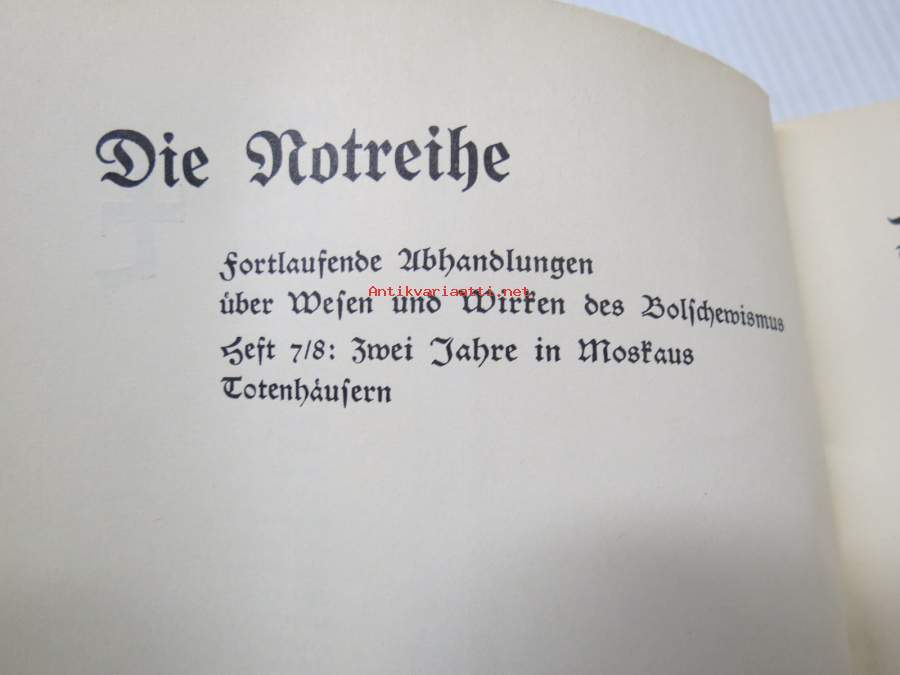 Die Notreihe
Fortlaufende Abhandlungen
Antikvariaatti.net
über Wesen und Wirken des Bolschewismus
Heft 7/8: Zwei Jahre in Moskaus
Totenhäusern